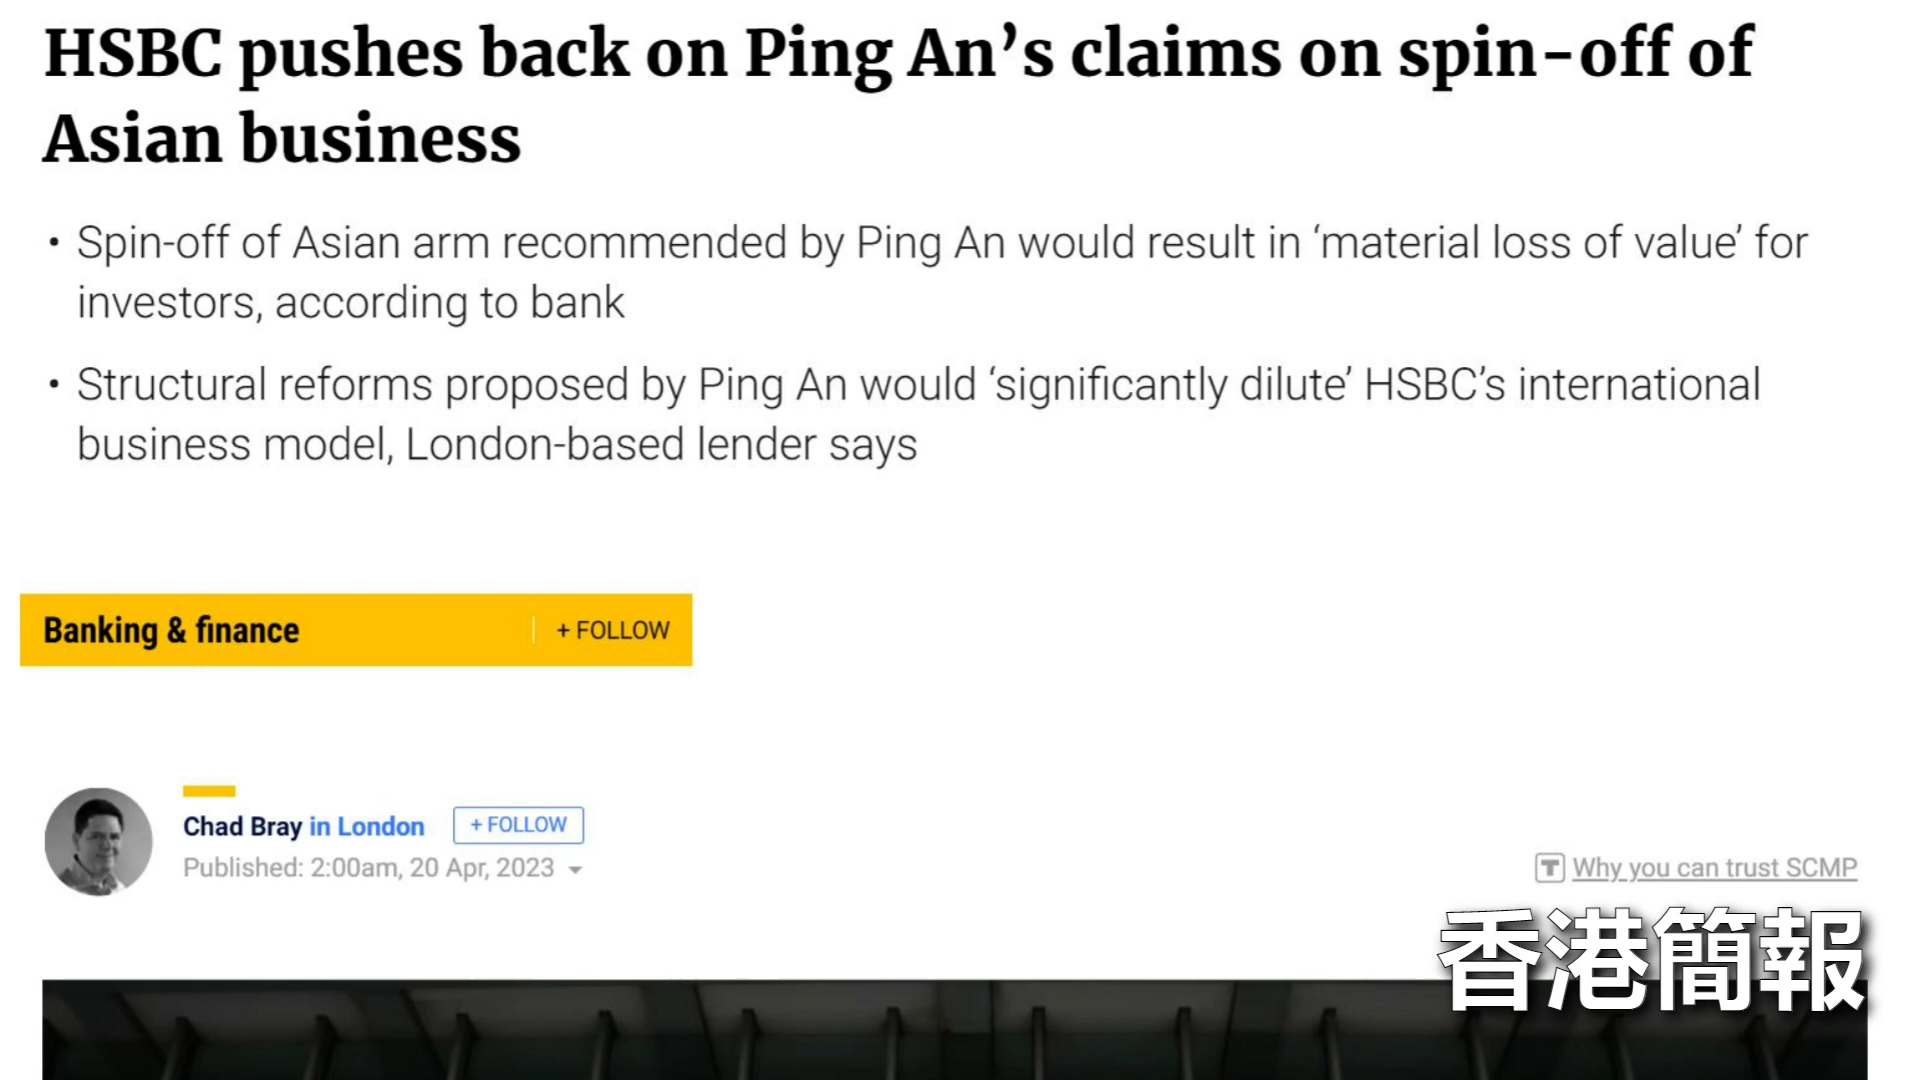 HSBC pushes back on Ping An’s claims on spin-off of
Asian business
• Spin-off of Asian arm recommended by Ping An would result in ‘material loss of value’ for
investors, according to bank
• Structural reforms proposed by Ping An would ‘significantly dilute’ HSBC’s international
business model, London-based lender says
Banking & finance
+ FOLLOW
Chad Bray in London
+ FOLLOW
Published: 2:00am, 20 Apr, 2023
T Why you can trust SCMP
香港簡報